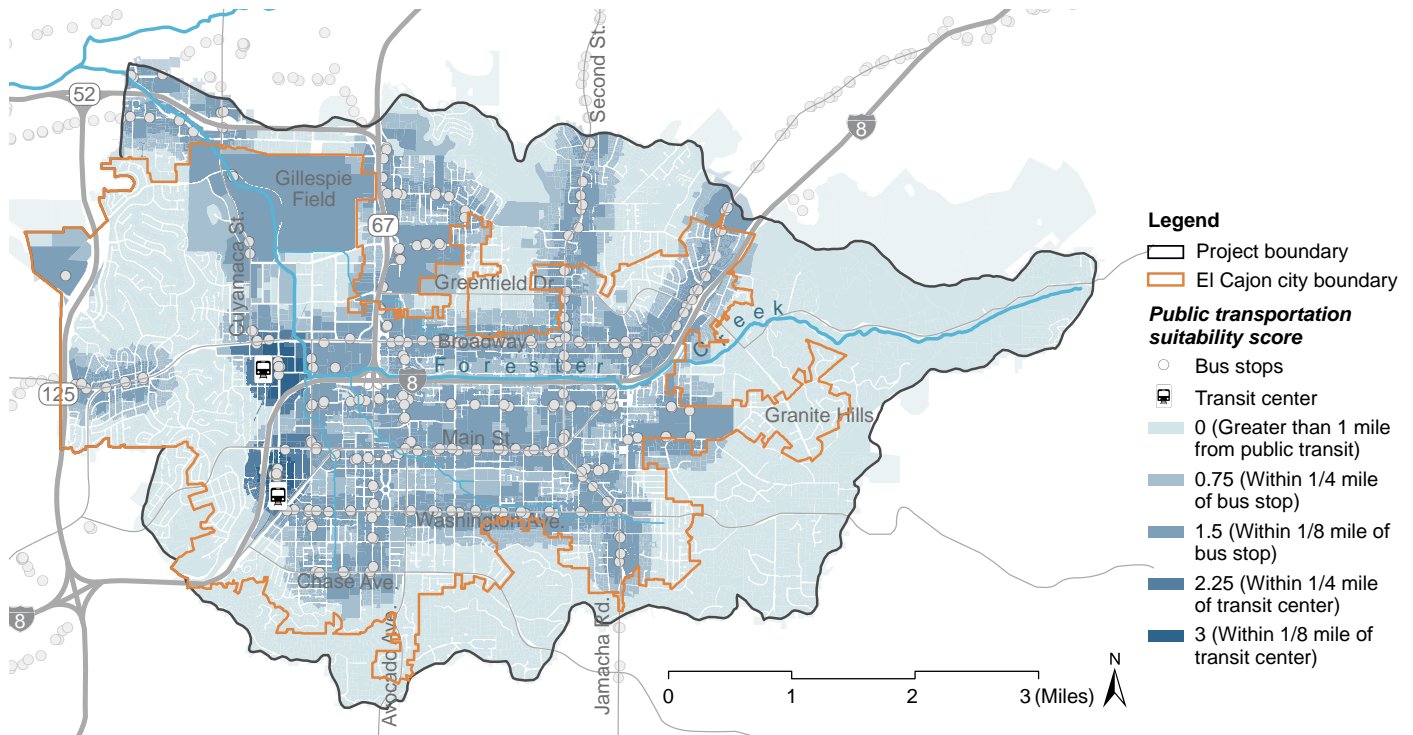 52
Second St.
8
Gillespie
Field
67
Cuyamaca St.
Greenfield Dr.
Broadway
Forester Creek
125
8
Granite Hills
Main St.
Washington Ave.
Chase Ave.
8
Avocado Ave.
Jamacha Rd.
0 1 2 3 (Miles)
N
Legend
Project boundary
El Cajon city boundary
Public transportation
suitability score
Bus stops
Transit center
0 (Greater than 1 mile
from public transit)
0.75 (Within 1/4 mile
of bus stop)
1.5 (Within 1/8 mile of
bus stop)
2.25 (Within 1/4 mile
of transit center)
3 (Within 1/8 mile of
transit center)